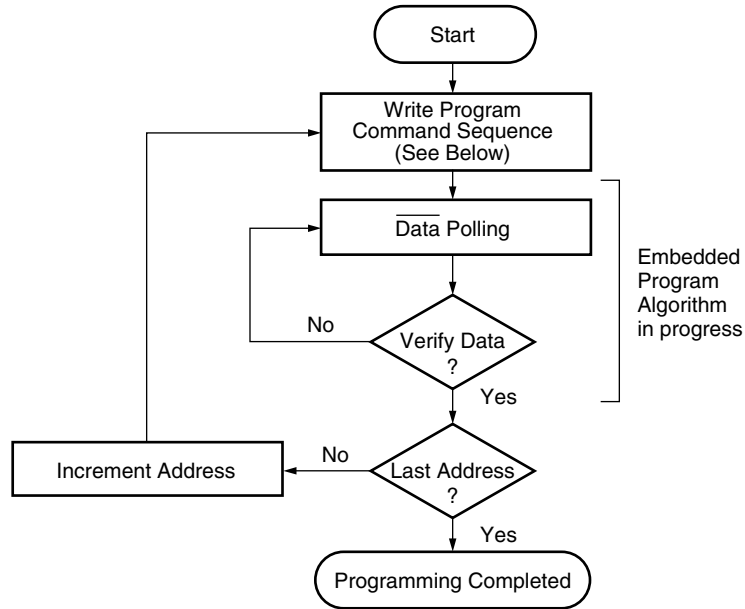 Start
Write Program
Command Sequence
(See Below)
Data Polling
Embedded
Program
Algorithm
in progress
No
Verify Data
?
Yes
Increment Address
No
Last Address
?
Yes
Programming Completed